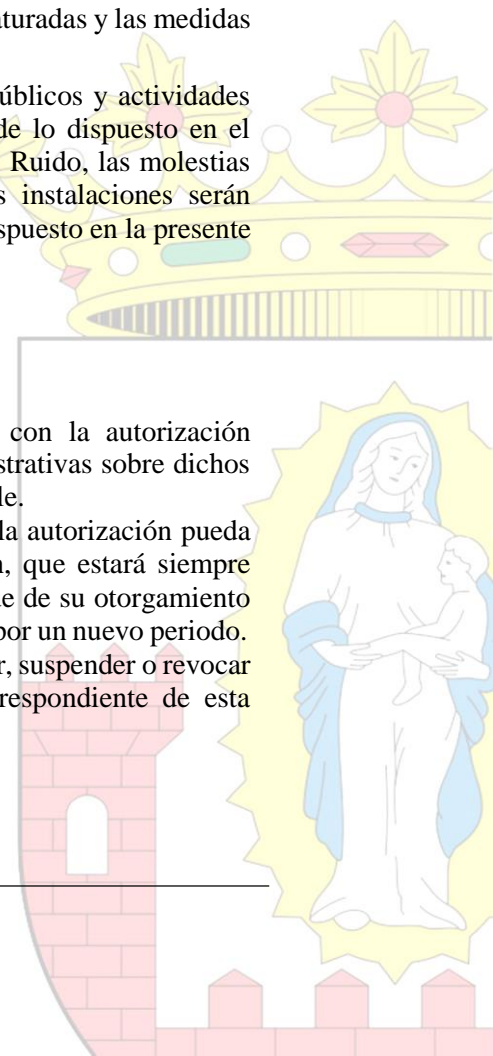 aturadas y las medidas
úblicos y actividades
de lo dispuesto en el
Ruido, las molestias
s instalaciones serán
spuesto en la presente
con la autorización
strativas sobre dichos
le.
la autorización pueda
n, que estará siempre
ue de su otorgamiento
por un nuevo periodo.
r, suspender o revocar
respondiente de esta